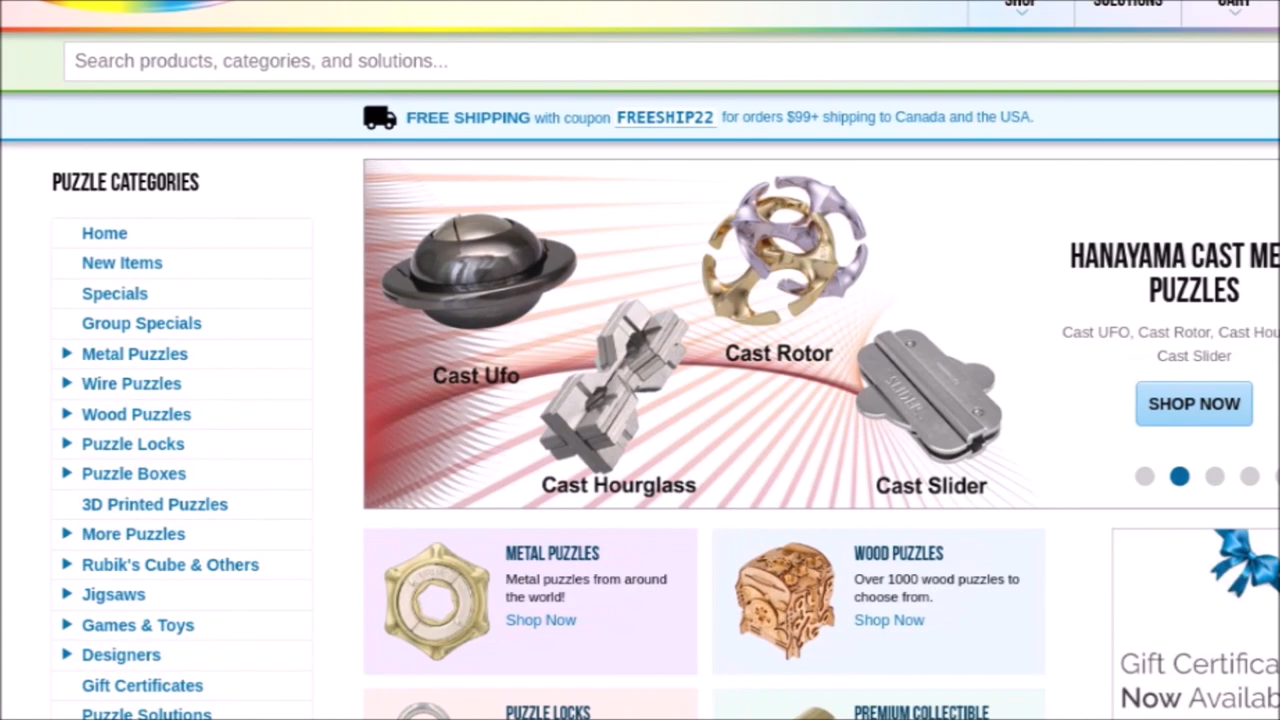 SHOP
SOLUTIONS
CART
Search products, categories, and solutions...
FREE SHIPPING with coupon FREESHIP22 for orders $99+ shipping to Canada and the USA.
PUZZLE CATEGORIES
Home
New Items
Specials
Group Specials
Metal Puzzles
Wire Puzzles
Wood Puzzles
Puzzle Locks
Puzzle Boxes
3D Printed Puzzles
More Puzzles
Rubik's Cube & Others
Jigsaws
Games & Toys
Designers
Gift Certificates
Puzzle Solutions
Cast Ufo
Cast Rotor
Cast Hourglass
SLIDER
Cast Slider
HANAYAMA CAST ME
PUZZLES
Cast UFO, Cast Rotor, Cast Hou
Cast Slider
SHOP NOW
METAL PUZZLES
Metal puzzles from around
the world!
Shop Now
WOOD PUZZLES
Over 1000 wood puzzles to
choose from.
Shop Now
PUZZLE LOCKS
PREMIUM COLLECTIBLE
Gift Certifica
Now Availab